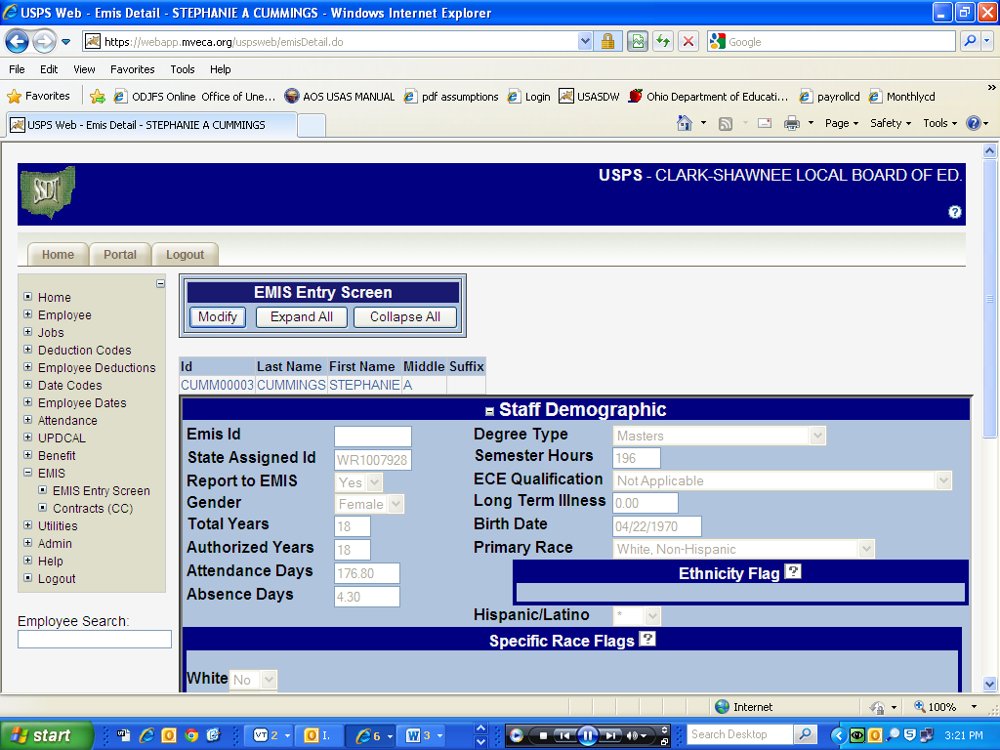 USPS Web - Emis Detail - STEPHANIE A CUMMINGS - Windows Internet Explorer
https://webapp.mveca.org/uspsweb/emisDetail.do
Google
File Edit View Favorites Tools Help
Favorites ODJFS Online Office of Une... AOS USAS MANUAL pdf assumptions Login USASDW Ohio Department of Educati... payrollcd Monthlycd »
USPS Web - Emis Detail - STEPHANIE A CUMMINGS
Page Safety Tools
SSDT
USPS - CLARK-SHAWNEE LOCAL BOARD OF ED.
Home Portal Logout
Home
Employee
Jobs
Deduction Codes
Employee Deductions
Date Codes
Employee Dates
Attendance
UPDCAL
Benefit
EMIS
EMIS Entry Screen
Contracts (CC)
Utilities
Admin
Help
Logout
Employee Search:
EMIS Entry Screen
Modify Expand All Collapse All
Id Last Name First Name Middle Suffix
CUMM00003 CUMMINGS STEPHANIE A
Staff Demographic
Emis Id
State Assigned Id WR1007928
Report to EMIS Yes
Gender Female
Total Years 18
Authorized Years 18
Attendance Days 176.80
Absence Days 4.30
Degree Type Masters
Semester Hours 196
ECE Qualification Not Applicable
Long Term Illness 0.00
Birth Date 04/22/1970
Primary Race White, Non-Hispanic
Ethnicity Flag ?
Hispanic/Latino *
Specific Race Flags ?
White No
Internet 100%
start VT 2 I. 6 W 3 Search Desktop 3:21 PM